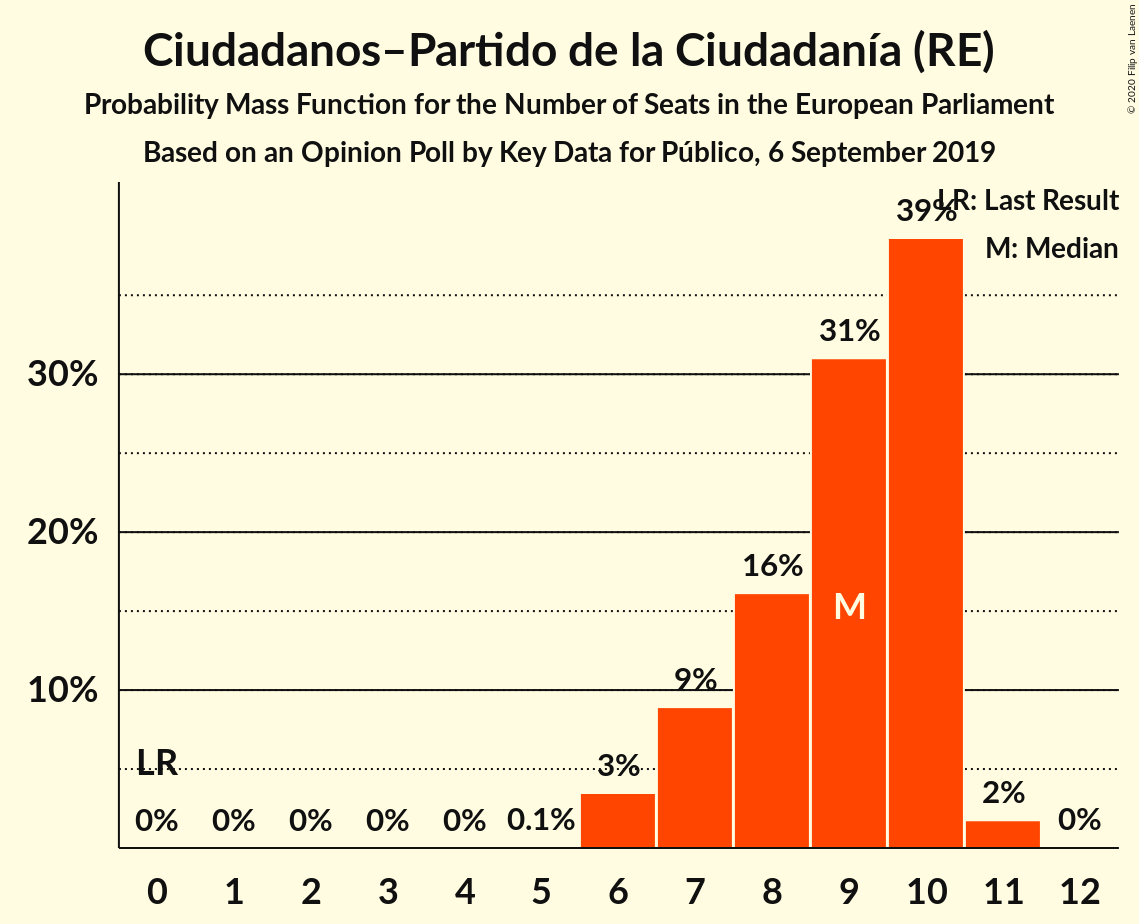 Ciudadanos–Partido de la Ciudadanía (RE)
Probability Mass Function for the Number of Seats in the European Parliament
Based on an Opinion Poll by Key Data for Público, 6 September 2019
© 2020 Filip van Laenen
LR: Last Result
M: Median
39%
31%
30%
20%
16%
M
10%
9%
LR
3%
2%
0% 0% 0% 0% 0% 0.1% 0%
0 1 2 3 4 5 6 7 8 9 10 11 12